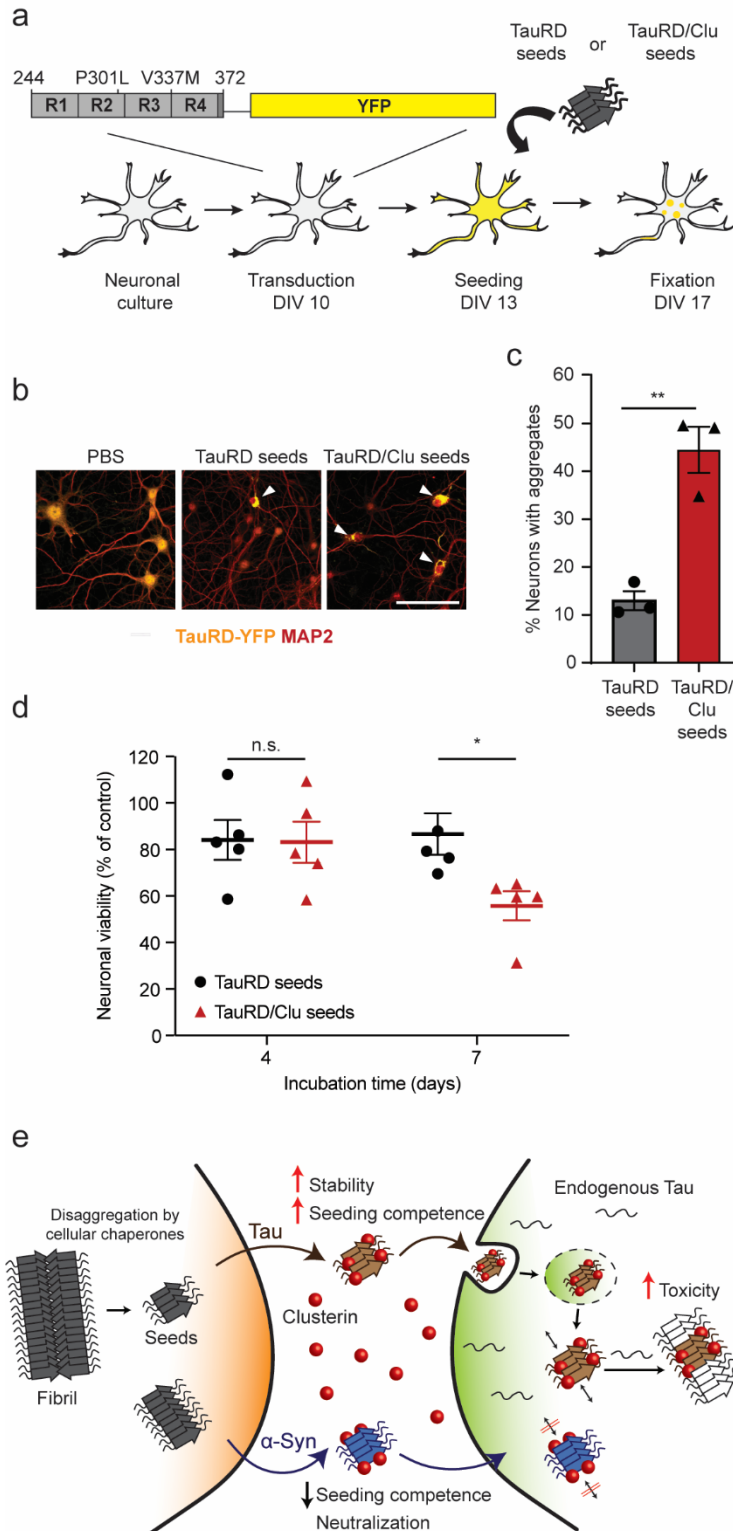 a
TauRD seeds or TauRD/Clu seeds
244 P301L V337M 372
R1 R2 R3 R4 YFP
Neuronal culture
Transduction DIV 10
Seeding DIV 13
Fixation DIV 17
b
PBS TauRD seeds TauRD/Clu seeds
TauRD-YFP MAP2
c
% Neurons with aggregates
60
50
40
30
20
10
0
**
TauRD seeds
TauRD/Clu seeds
d
Neuronal viability (% of control)
120
100
80
60
40
20
0
n.s.
*
TauRD seeds
TauRD/Clu seeds
4 7
Incubation time (days)
e
Disaggregation by
cellular chaperones
Fibril
Seeds
Tau
Stability
Seeding competence
Clusterin
α-Syn
Seeding competence
Neutralization
Endogenous Tau
Toxicity